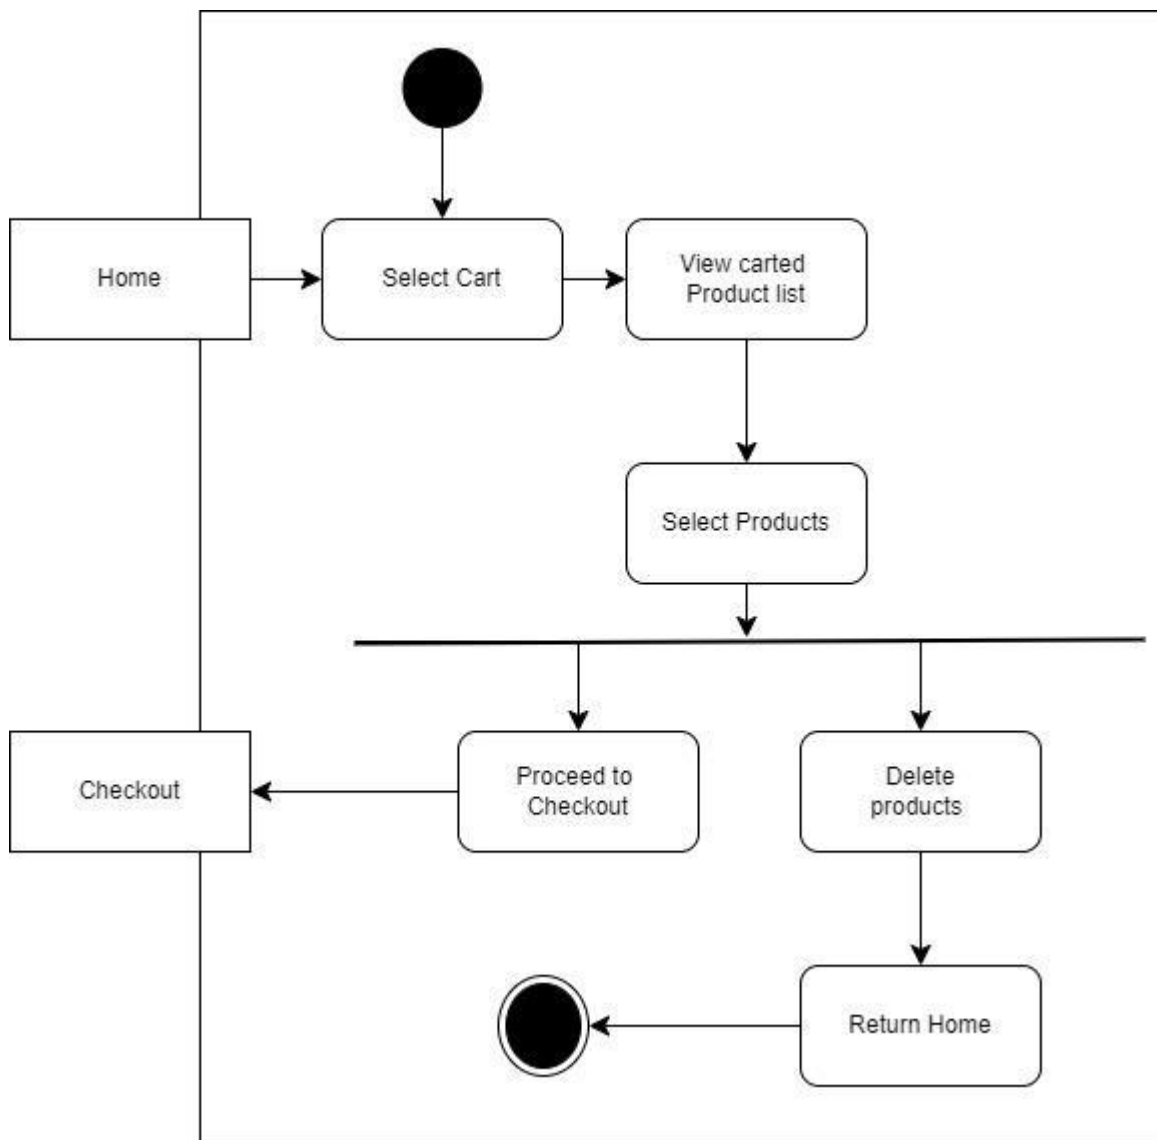 Home
Select Cart
View carted
Product list
Select Products
Checkout
Proceed to
Checkout
Delete
products
Return Home